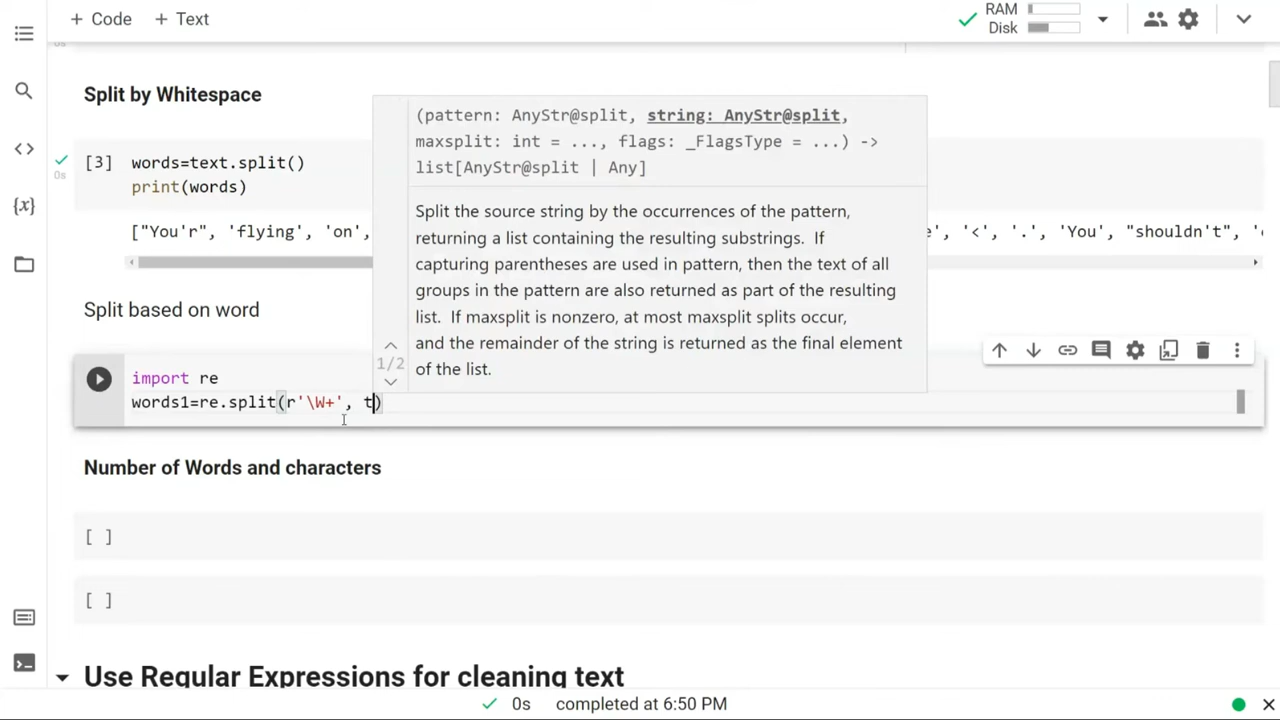 + Code + Text
RAM
Disk
0s
Split by Whitespace
(pattern: AnyStr@split, string: AnyStr@split,
maxsplit: int = ..., flags: _FlagsType = ...) ->
list[AnyStr@split | Any]
Split the source string by the occurrences of the pattern,
returning a list containing the resulting substrings. If
capturing parentheses are used in pattern, then the text of all
groups in the pattern are also returned as part of the resulting
list. If maxsplit is nonzero, at most maxsplit splits occur,
and the remainder of the string is returned as the final element
of the list.
1/2
[3] words=text.split()
0s
print(words)
["You'r", 'flying', 'on', ', '<', '.', 'You', "shouldn't",
Split based on word
import re
words1=re.split(r'\W+', t)
Number of Words and characters
[ ]
[ ]
Use Regular Expressions for cleaning text
0s completed at 6:50 PM
{x}